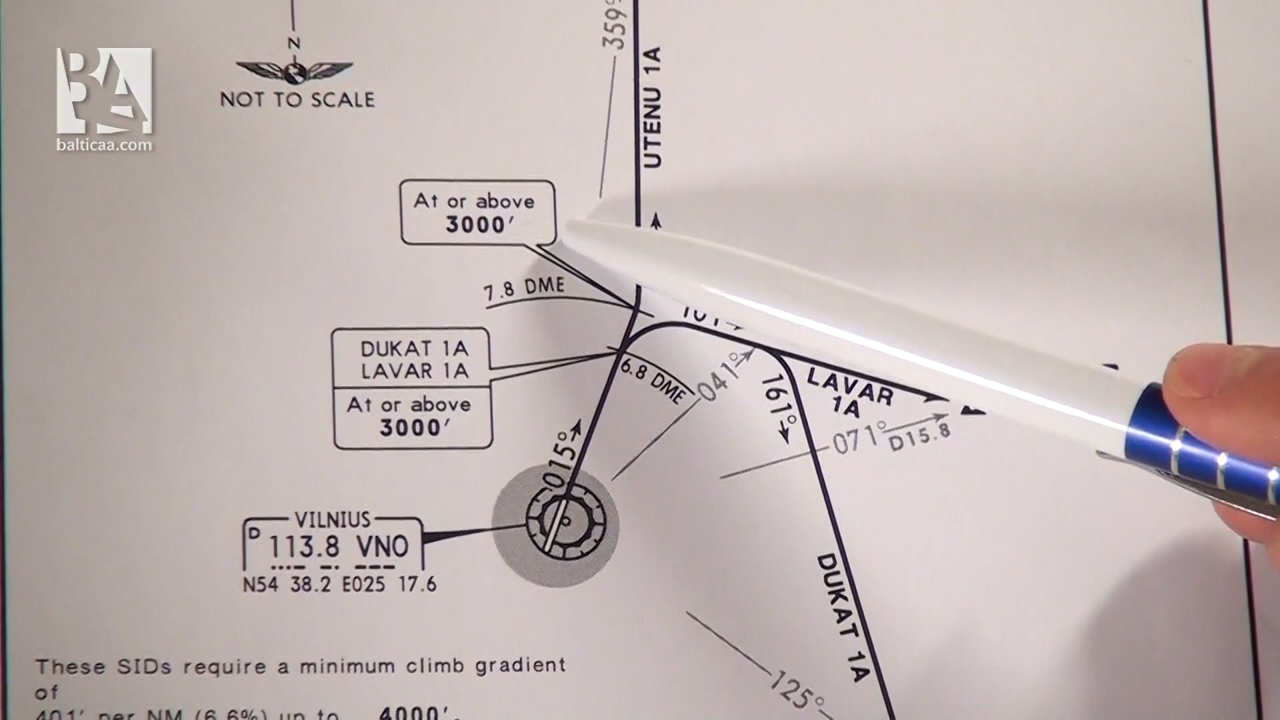 BA
balticaa.com
N
NOT TO SCALE
359°
UTENU 1A
At or above
3000'
7.8 DME
DUKAT 1A
LAVAR 1A
At or above
3000'
6.8 DME
041°
161°
LAVAR
1A
071°
D15.8
015°
VILNIUS
D
113.8 VNO
N54 38.2 E025 17.6
DUKAT 1A
125°
These SIDs require a minimum climb gradient
of
401' per NM (6.6%) up to 4000'.